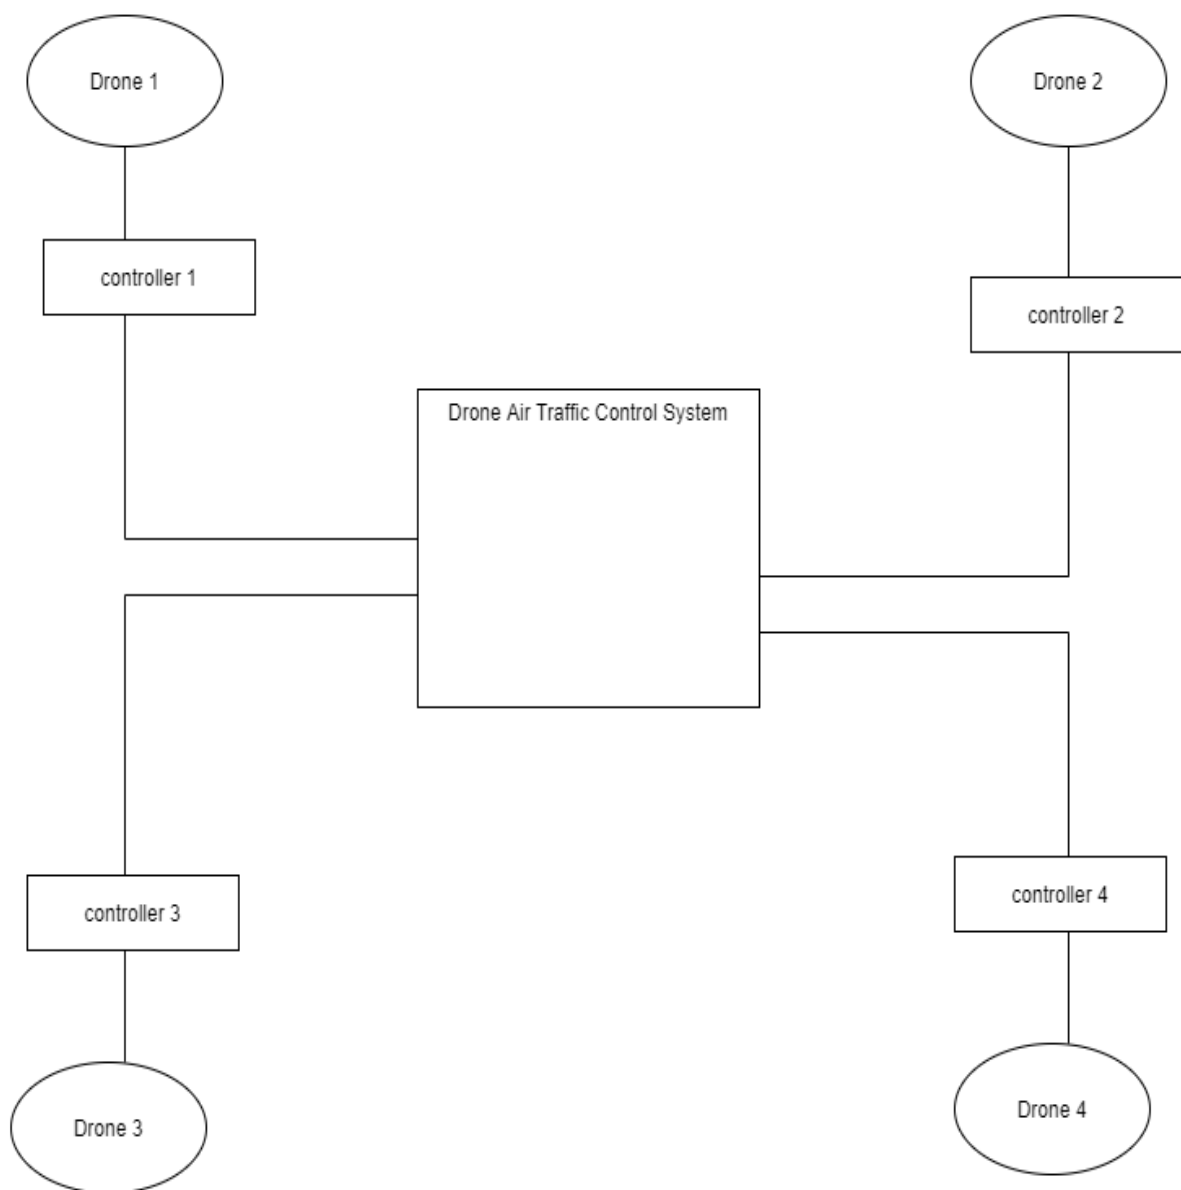 Drone 1
Drone 2
controller 1
controller 2
Drone Air Traffic Control System
controller 3
controller 4
Drone 3
Drone 4